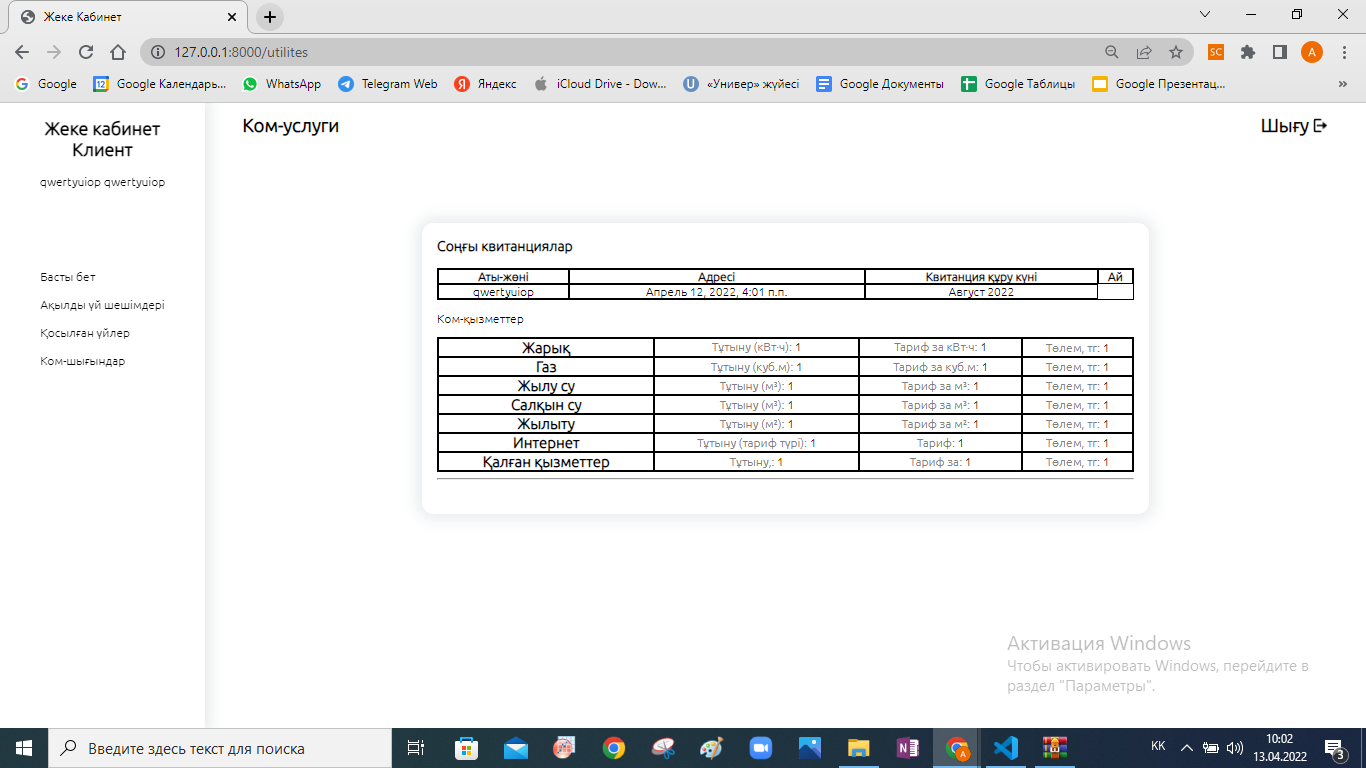 Жеке Кабинет
127.0.0.1:8000/utilites
SC
A
Google
Google Календарь...
WhatsApp
Telegram Web
Яндекс
iCloud Drive - Dow...
«Универ» жүйесі
Google Документы
Google Таблицы
Google Презентац...
»
Жеке кабинет
Клиент
qwertyuiop qwertyuiop
Басты бет
Ақылды үй шешімдері
Қосылған үйлер
Ком-шығындар
Ком-услуги
Шығу
Соңғы квитанциялар
Аты-жөні Адресі Квитанция құру күні Ай
qwertyuiop Апрель 12, 2022, 4:01 п.п. Август 2022
Ком-қызметтер
Жарық Тұтыну (кВт·ч): 1 Тариф за кВт·ч: 1 Төлем, тг: 1
Газ Тұтыну (куб.м): 1 Тариф за куб.м: 1 Төлем, тг: 1
Жылу су Тұтыну (м³): 1 Тариф за м³: 1 Төлем, тг: 1
Салқын су Тұтыну (м³): 1 Тариф за м³: 1 Төлем, тг: 1
Жылыту Тұтыну (м²): 1 Тариф за м²: 1 Төлем, тг: 1
Интернет Тұтыну (тариф түрі): 1 Тариф: 1 Төлем, тг: 1
Қалған қызметтер Тұтыну,: 1 Тариф за: 1 Төлем, тг: 1
Активация Windows
Чтобы активировать Windows, перейдите в
раздел "Параметры".
Введите здесь текст для поиска
KK
10:02
13.04.2022
3